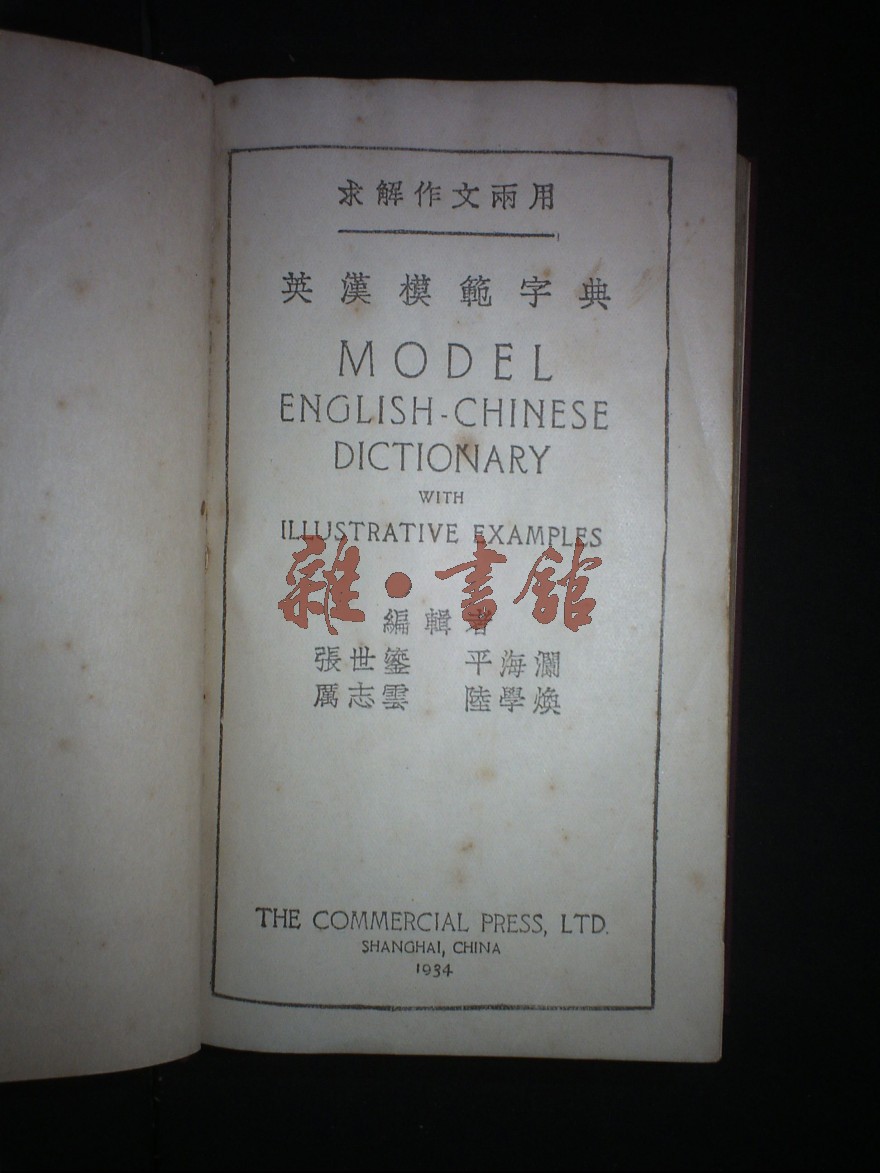 求解作文兩用
英漢模範字典
MODEL
ENGLISH-CHINESE
DICTIONARY
WITH
ILLUSTRATIVE EXAMPLES
雜·書館
編輯者
張世鎏 平海瀾
厲志雲 陸學煥
THE COMMERCIAL PRESS, LTD.
SHANGHAI, CHINA
1934